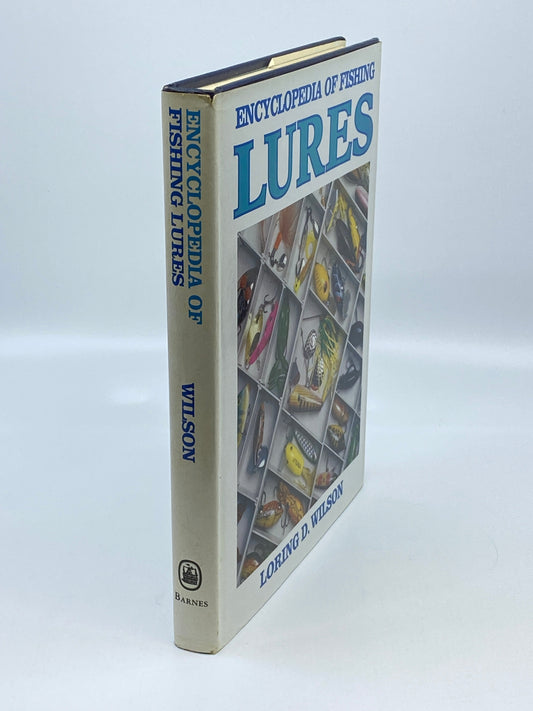 ENCYCLOPEDIA OF
FISHING LURES
WILSON
BARNES
ENCYCLOPEDIA OF FISHING
LURES
LORING D. WILSON